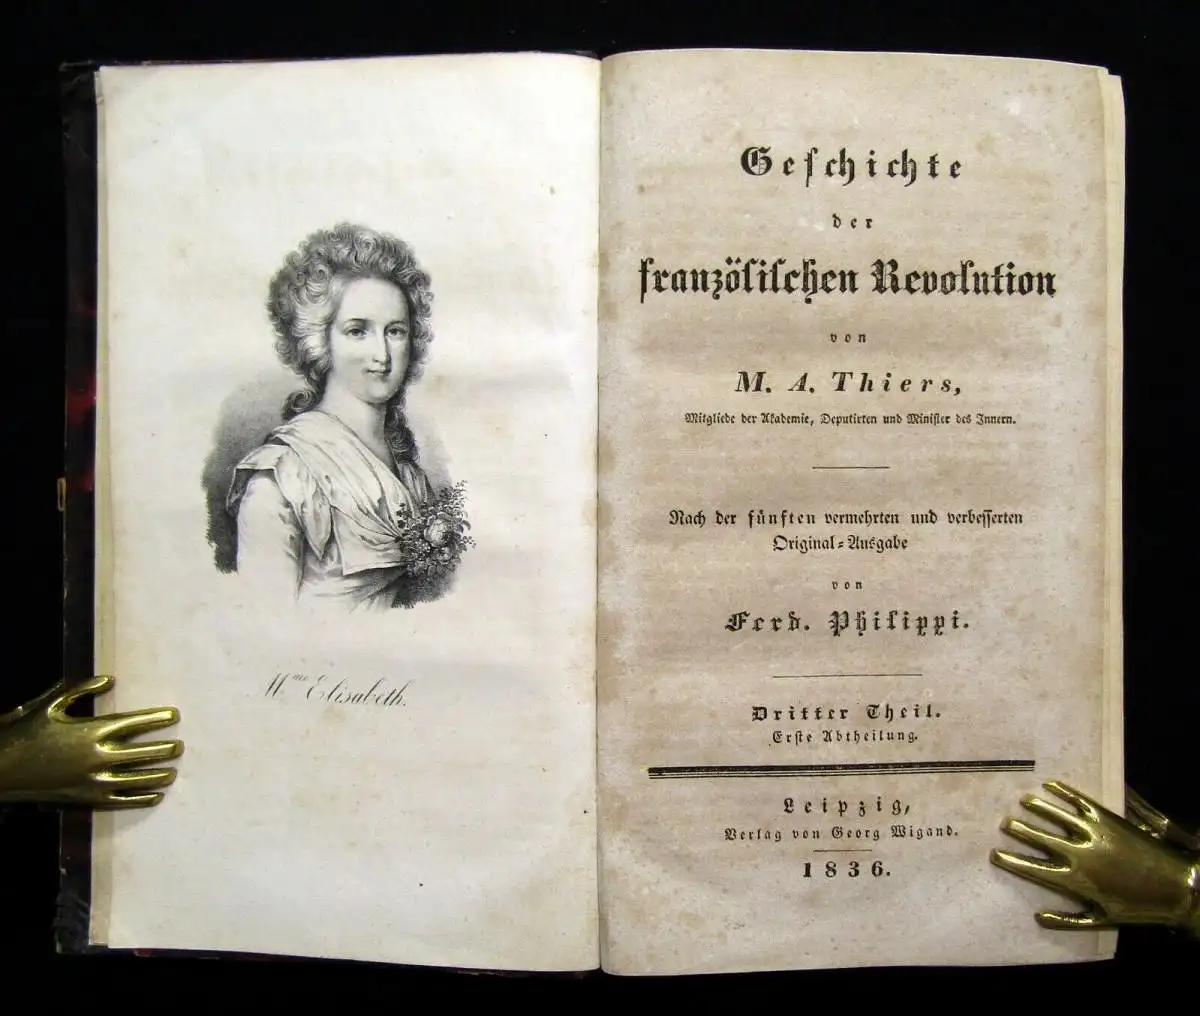 Mme Elisabeth.
Geschichte
der
französischen Revolution
von
M. A. Thiers,
Mitgliede der Akademie, Deputirten und Minister des Innern.
Nach der fünften vermehrten und verbesserten
Original=Ausgabe
von
Ferd. Philippi.
Dritter Theil.
Erste Abtheilung.
Leipzig,
Verlag von Georg Wigand.
1836.